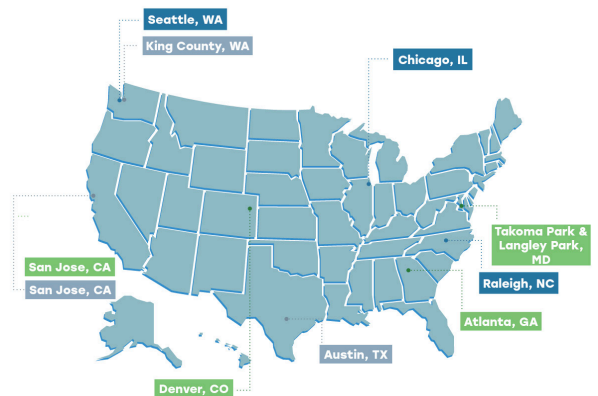 Seattle, WA
King County, WA
Chicago, IL
Takoma Park &
Langley Park,
MD
San Jose, CA
San Jose, CA
Raleigh, NC
Atlanta, GA
Austin, TX
Denver, CO